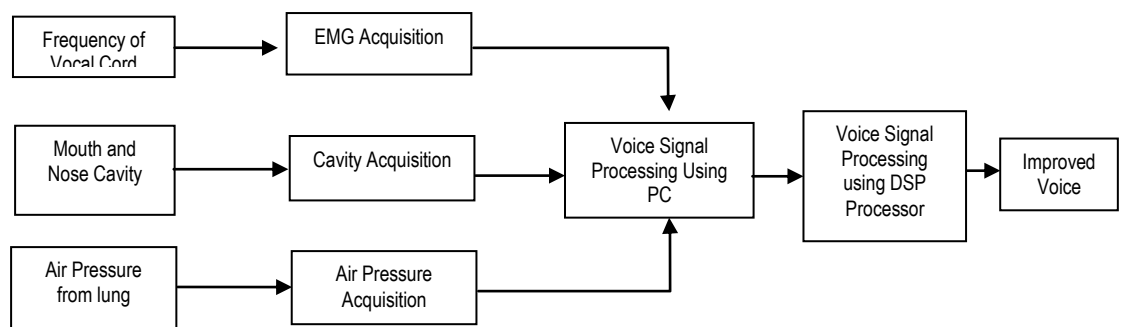 Frequency of
Vocal Cord
EMG Acquisition
Mouth and
Nose Cavity
Cavity Acquisition
Voice Signal
Processing Using
PC
Voice Signal
Processing
using DSP
Processor
Improved
Voice
Air Pressure
from lung
Air Pressure
Acquisition